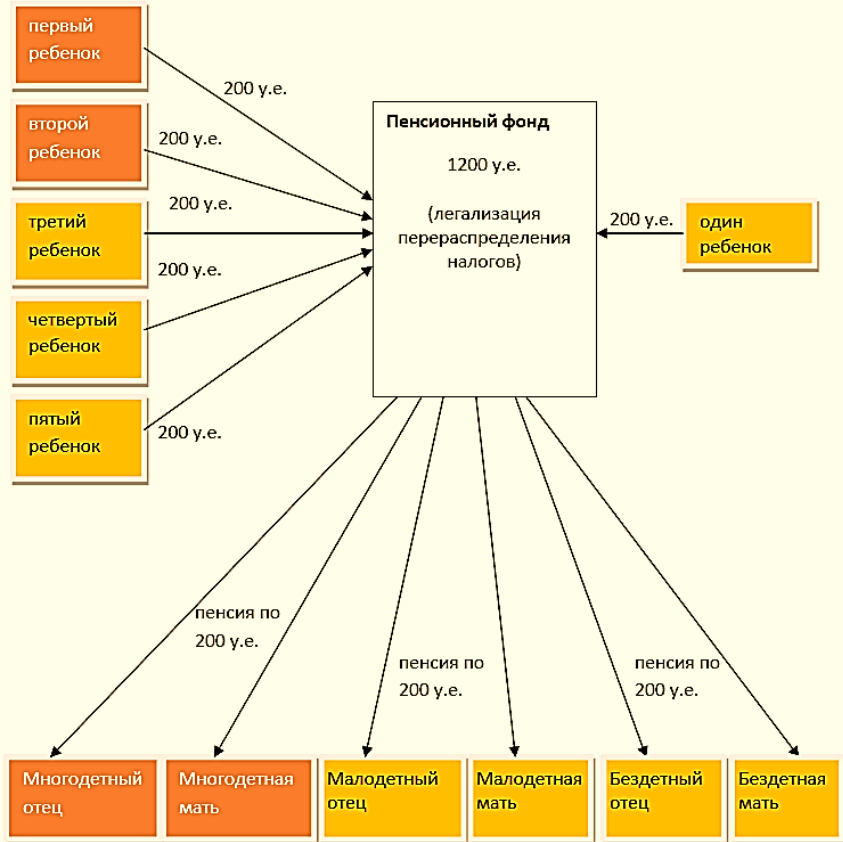 первый
ребенок
200 у.е.
второй
ребенок
200 у.е.
третий
ребенок
200 у.е.
четвертый
ребенок
200 у.е.
пятый
ребенок
200 у.е.
Пенсионный фонд
1200 у.е.
(легализация
перераспределения
налогов)
200 у.е.
один
ребенок
пенсия по
200 у.е.
пенсия по
200 у.е.
пенсия по
200 у.е.
Многодетный
отец
Многодетная
мать
Малодетный
отец
Малодетная
мать
Бездетный
отец
Бездетная
мать